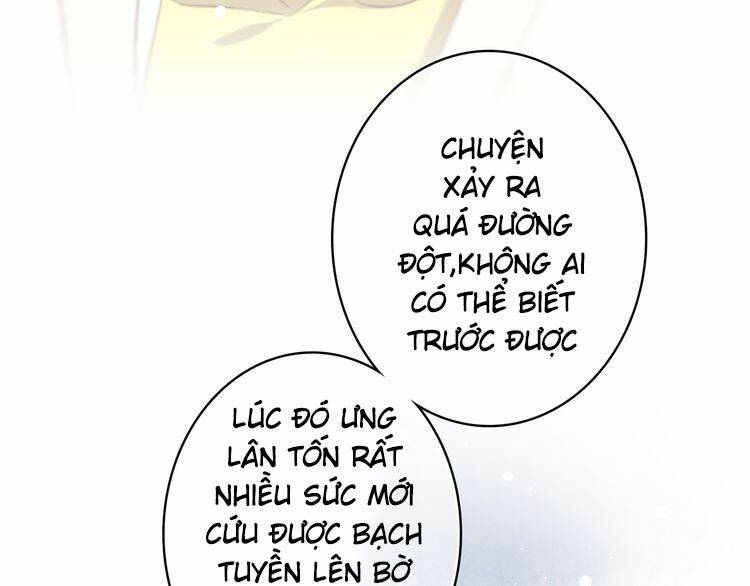 CHUYỆN
XẢY RA
QUÁ ĐƯỜNG
ĐỘT,KHÔNG AI
CÓ THỂ BIẾT
TRƯỚC ĐƯỢC
LÚC ĐÓ ƯNG
LÂN TỐN RẤT
NHIỀU SỨC MỚI
CỨU ĐƯỢC BẠCH
TUYỀN LÊN BỜ